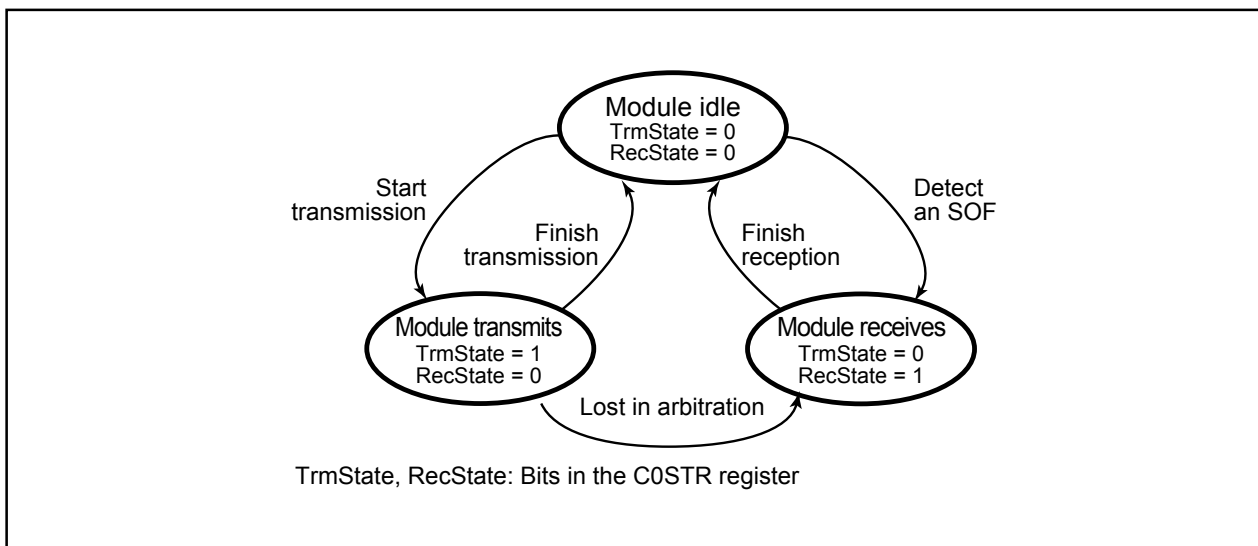 Module idle
TrmState = 0
RecState = 0
Start
transmission
Detect
an SOF
Finish
transmission
Finish
reception
Module transmits
TrmState = 1
RecState = 0
Module receives
TrmState = 0
RecState = 1
Lost in arbitration
TrmState, RecState: Bits in the C0STR register